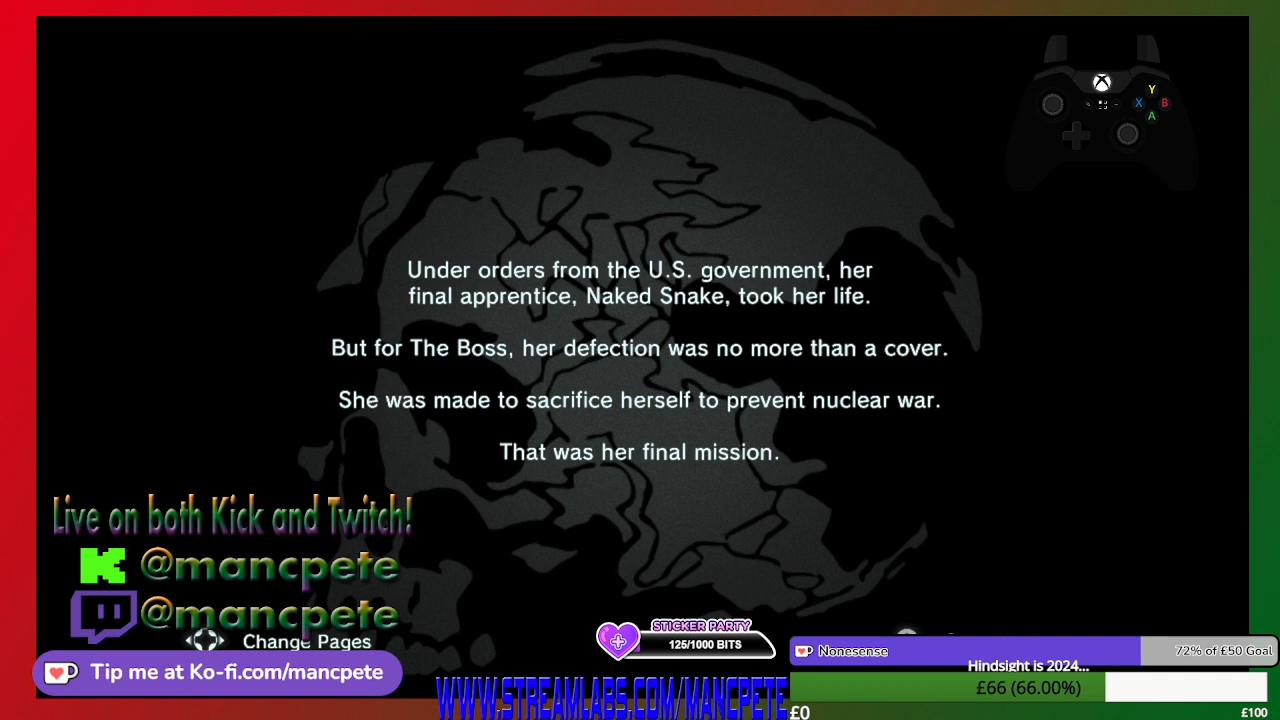 Y
X
B
A
Under orders from the U.S. government, her
final apprentice, Naked Snake, took her life.
But for The Boss, her defection was no more than a cover.
She was made to sacrifice herself to prevent nuclear war.
That was her final mission.
Live on both Kick and Twitch!
@mancpete
@mancpete
Change Pages
Tip me at Ko-fi.com/mancpete
STICKER PARTY
125/1000 BITS
WWW.STREAMLABS.COM/MANCPETE
Nonesense
72% of £50 Goal
Hindsight is 2024...
£66 (66.00%)
£0
£100